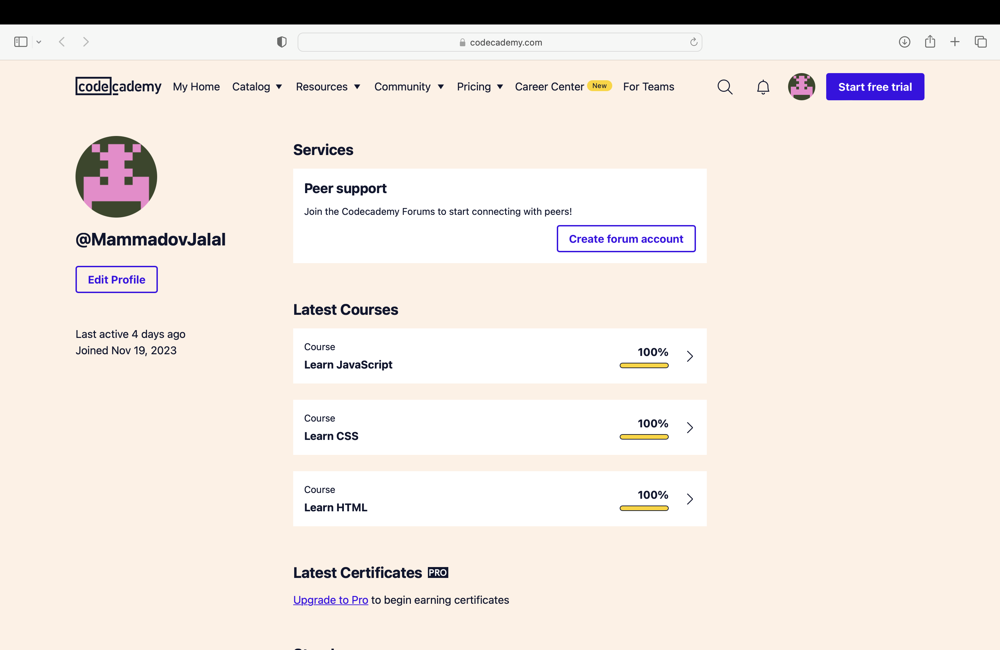 codecademy.com
codecademy My Home Catalog Resources Community Pricing Career Center New For Teams Start free trial
@MammadovJalal
Edit Profile
Last active 4 days ago
Joined Nov 19, 2023
Services
Peer support
Join the Codecademy Forums to start connecting with peers!
Create forum account
Latest Courses
Course
Learn JavaScript
100%
Course
Learn CSS
100%
Course
Learn HTML
100%
Latest Certificates PRO
Upgrade to Pro to begin earning certificates